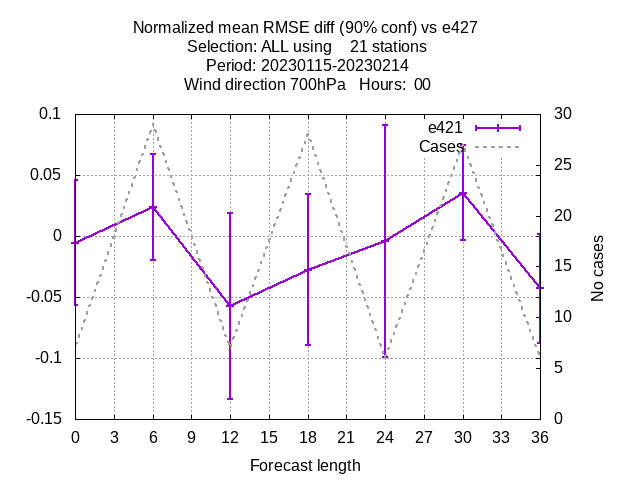 Normalized mean RMSE diff (90% conf) vs e427
Selection: ALL using    21 stations
Period: 20230115-20230214
Wind direction 700hPa   Hours:  00
0.1
0.05
0
-0.05
-0.1
-0.15
30
25
20
15
10
5
0
e421
Cases
No cases
0 3 6 9 12 15 18 21 24 27 30 33 36
Forecast length